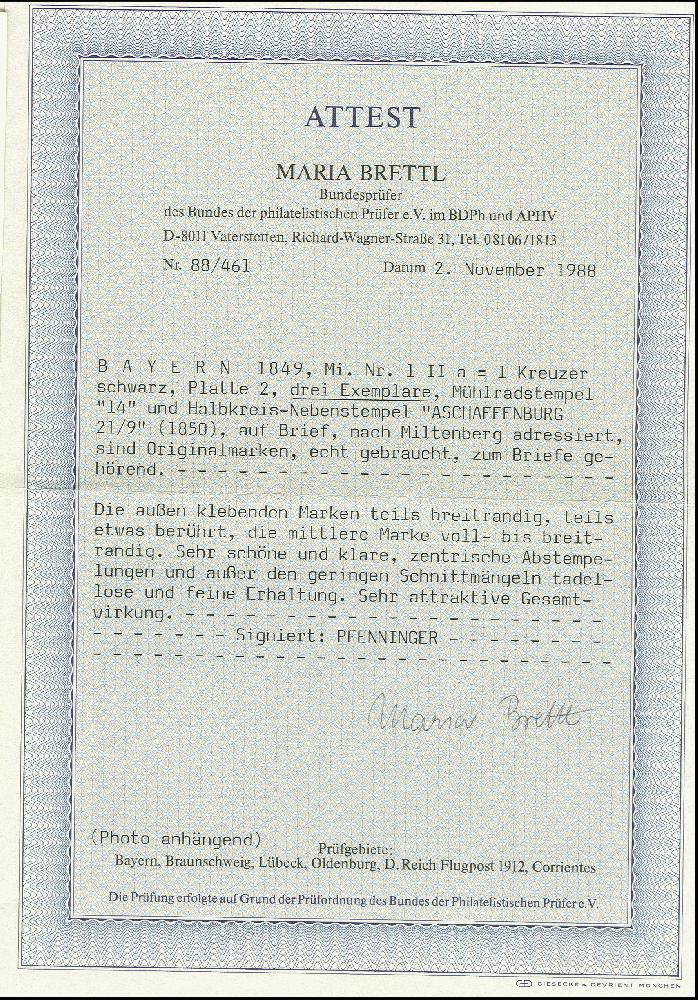 ATTEST
MARIA BRETTL
Bundesprüfer
des Bundes der philatelistischen Prüfer e.V. im BDPh und APHV
D-8011 Vaterstetten, Richard-Wagner-Straße 31, Tel. 08106/1813
Nr. 88/461 Datum 2. November 1988
B A Y E R N 1849, Mi. Nr. 1 II a = 1 Kreuzer
schwarz, Platte 2, drei Exemplare, Mühlradstempel
"14" und Halbkreis-Nebenstempel "ASCHAFFENBURG
21/9" (1850), auf Brief, nach Miltenberg adressiert,
sind Originalmarken, echt gebraucht, zum Briefe ge-
hörend. - - - - - - - - - - - - - - - - - - - - - -
Die außen klebenden Marken teils breitrandig, teils
etwas berührt, die mittlere Marke voll- bis breit-
randig. Sehr schöne und klare, zentrische Abstempe-
lungen und außer den geringen Schnittmängeln tadel-
lose und feine Erhaltung. Sehr attraktive Gesamt-
wirkung. - - - - - - - - - - - - - - - - - - - - -
- - - - - - - Signiert: PFENNINGER - - - - - - - -
- - - - - - - - - - - - - - - - - - - - - - - - - -
Maria Brettl
(Photo anhängend)
Prüfgebiete:
Bayern, Braunschweig, Lübeck, Oldenburg, D. Reich Flugpost 1912, Corrientes
Die Prüfung erfolgte auf Grund der Prüfordnung des Bundes der Philatelistischen Prüfer e.V.
GIESECKE & DEVRIENT MÜNCHEN